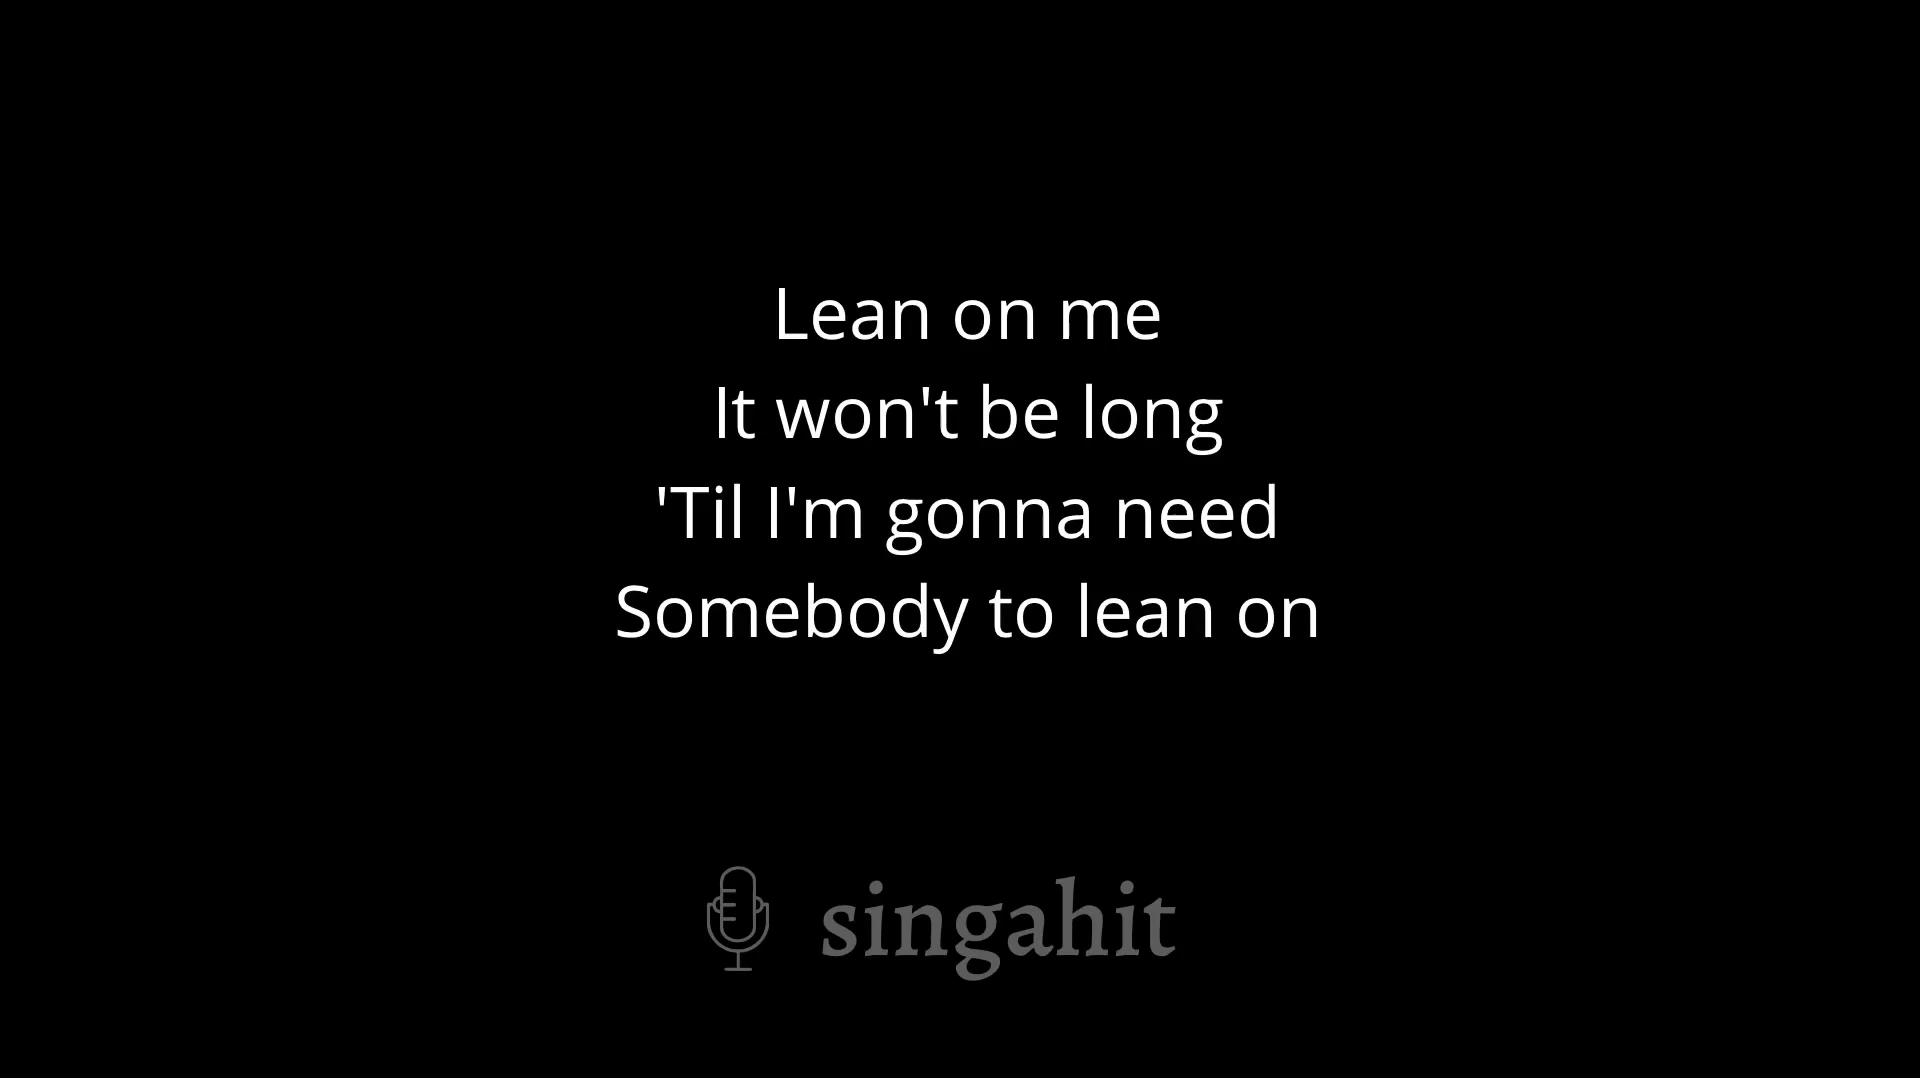 Lean on me
It won't be long
'Til I'm gonna need
Somebody to lean on
singahit